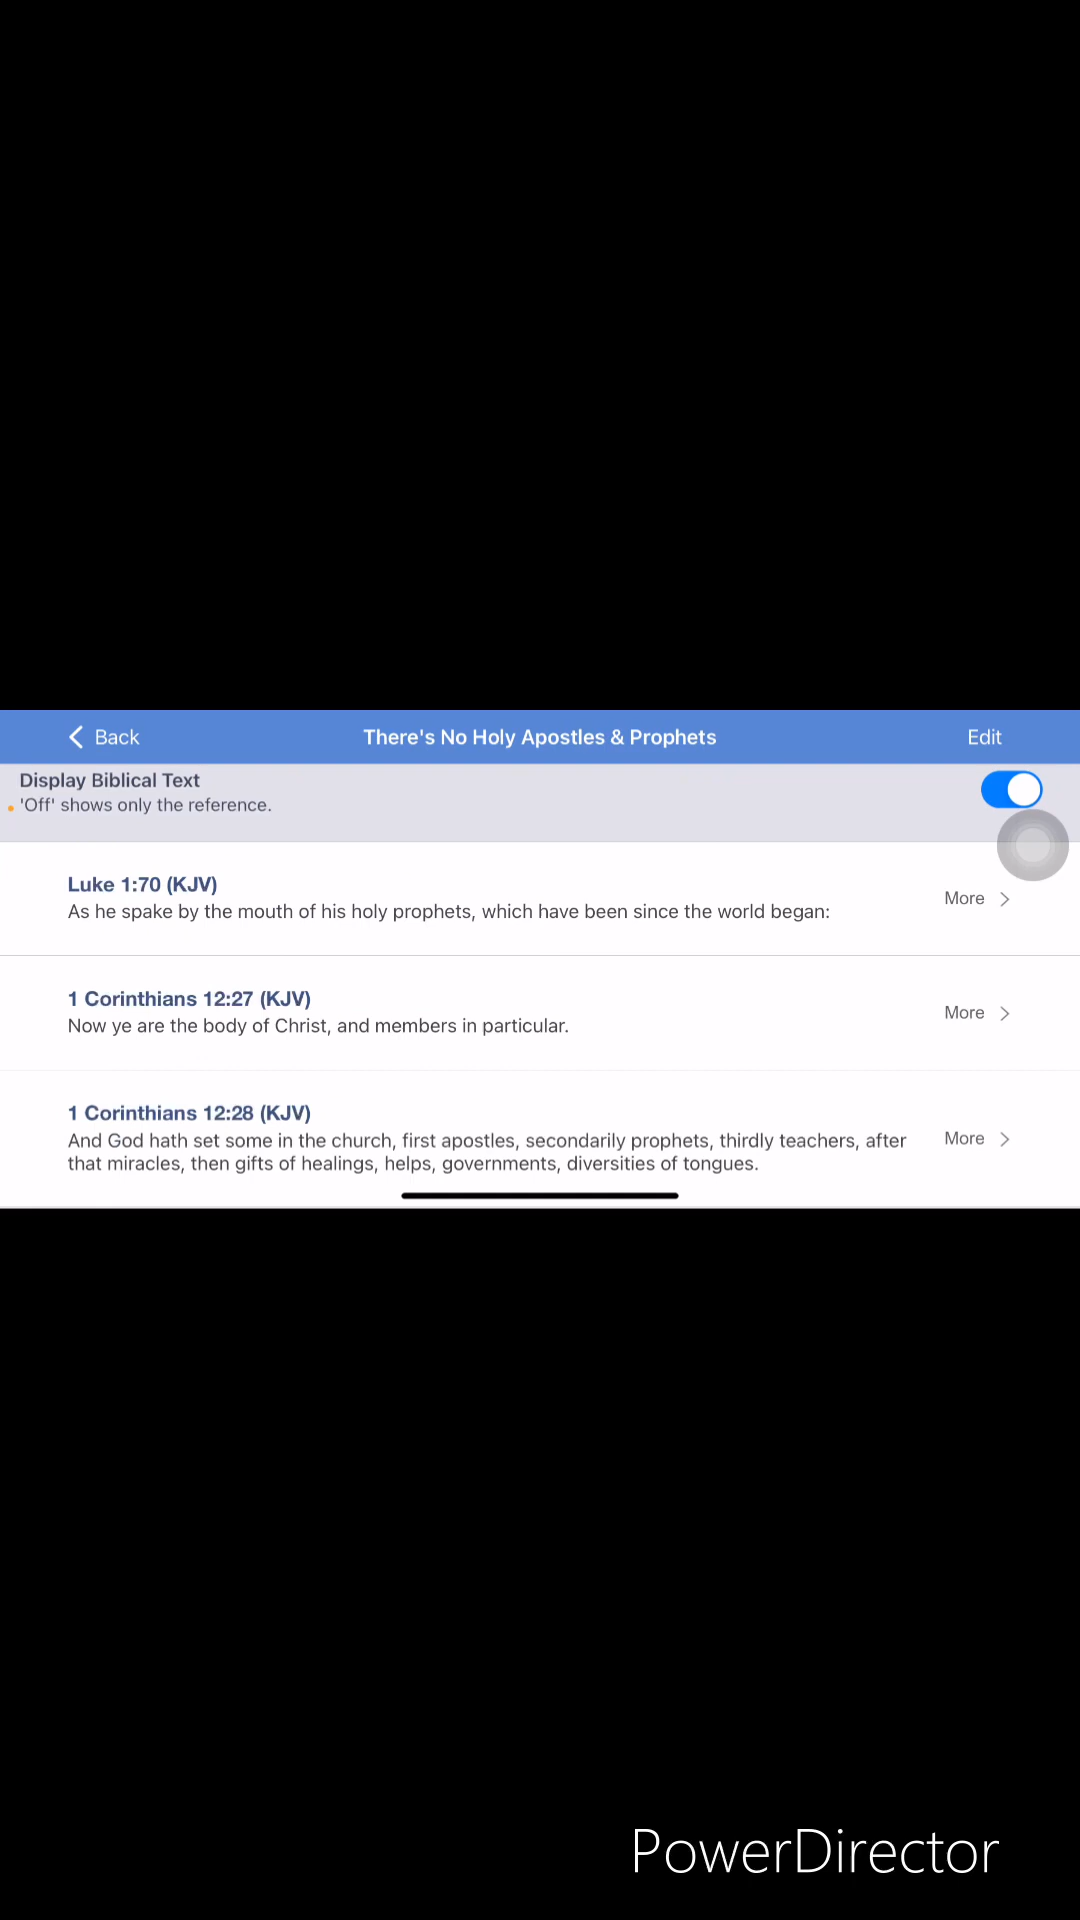 Back
There's No Holy Apostles & Prophets
Edit
Display Biblical Text
'Off' shows only the reference.
Luke 1:70 (KJV)
As he spake by the mouth of his holy prophets, which have been since the world began:
More
1 Corinthians 12:27 (KJV)
Now ye are the body of Christ, and members in particular.
More
1 Corinthians 12:28 (KJV)
And God hath set some in the church, first apostles, secondarily prophets, thirdly teachers, after
that miracles, then gifts of healings, helps, governments, diversities of tongues.
More
PowerDirector